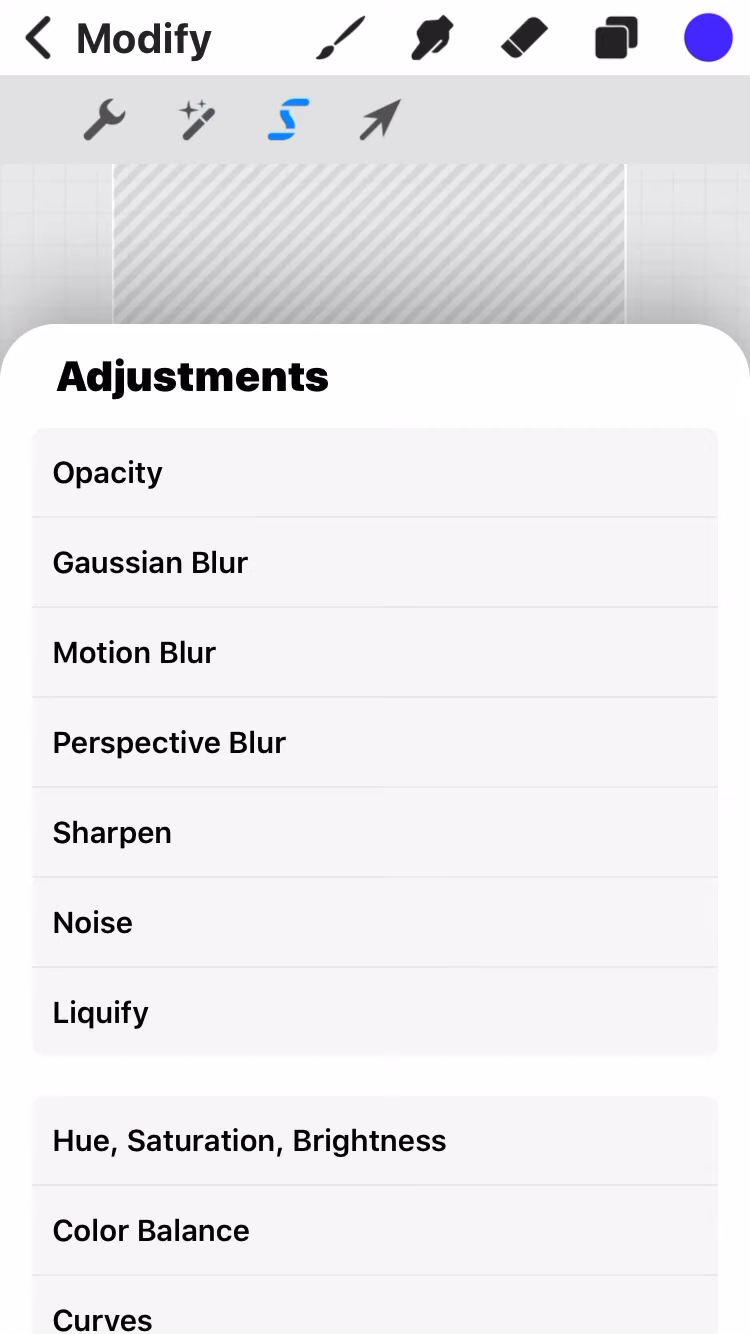 Modify
Adjustments
Opacity
Gaussian Blur
Motion Blur
Perspective Blur
Sharpen
Noise
Liquify
Hue, Saturation, Brightness
Color Balance
Curves